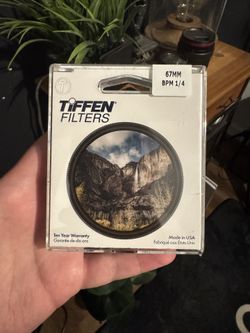 67MM
BPM 1/4
TIFFEN®
FILTERS
Ten Year Warranty
Garantie de dix ans
Made in USA
Fabriqué aux États-Unis